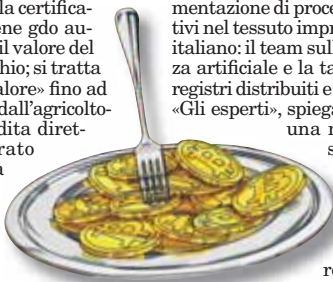 la certifica-
ene gdo au-
il valore del
hio; si tratta
alore» fino ad
dall'agricolto-
dita diret-
rato
a
mentazione di proce
tivi nel tessuto impr
italiano: il team sull
za artificiale e la ta
registri distribuiti e
«Gli esperti», spiega
una r
s
re